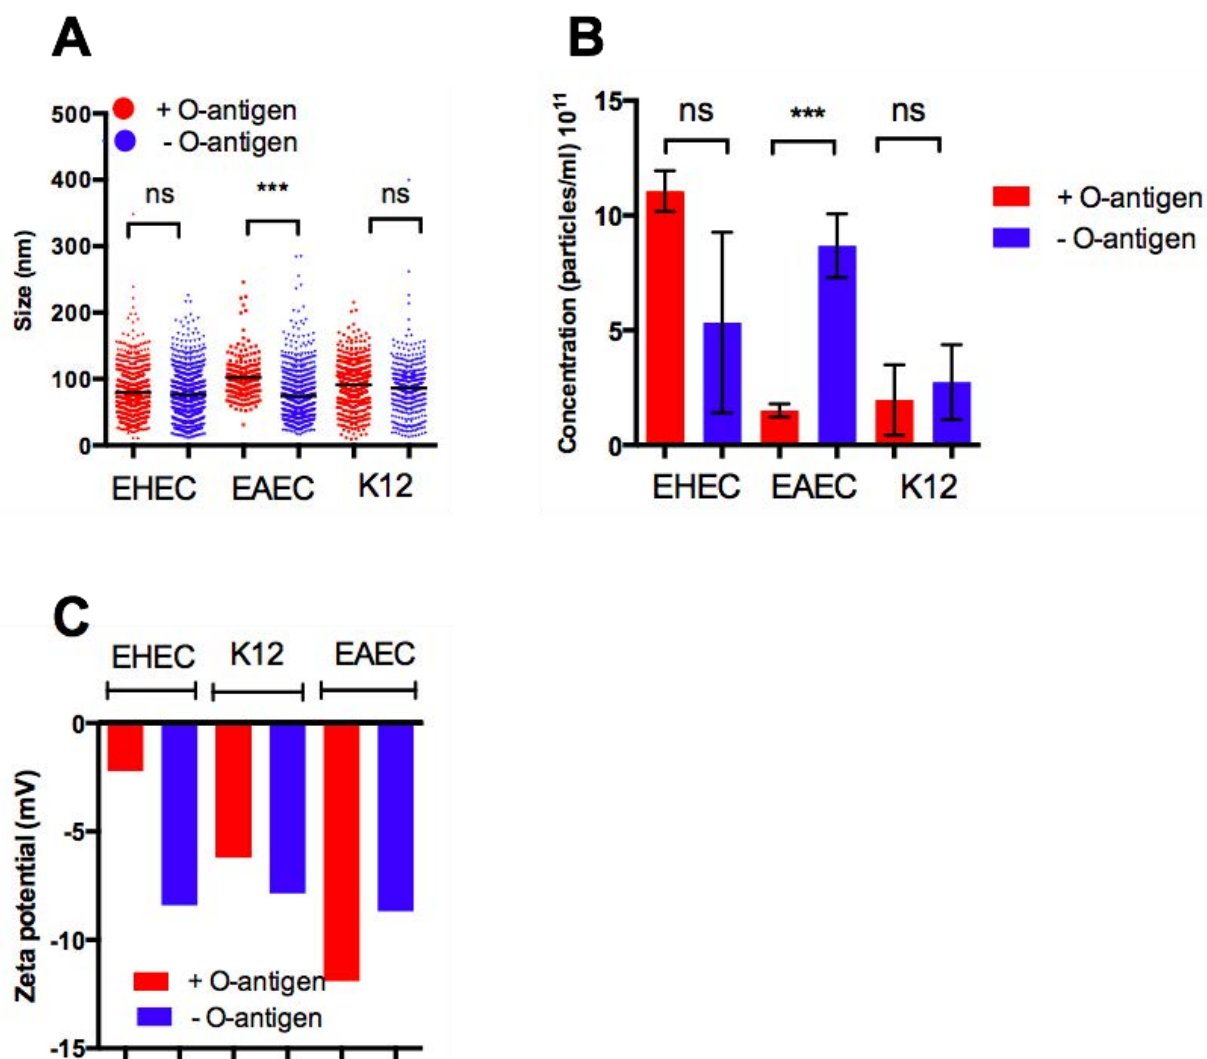 A
500
400
300
200
100
0
Size (nm)
+ O-antigen
- O-antigen
ns
***
ns
EHEC
EAEC
K12
B
15
10
5
0
Concentration (particles/ml) 10¹¹
ns
***
ns
+ O-antigen
- O-antigen
EHEC
EAEC
K12
C
EHEC
K12
EAEC
0
-5
-10
-15
Zeta potential (mV)
+ O-antigen
- O-antigen